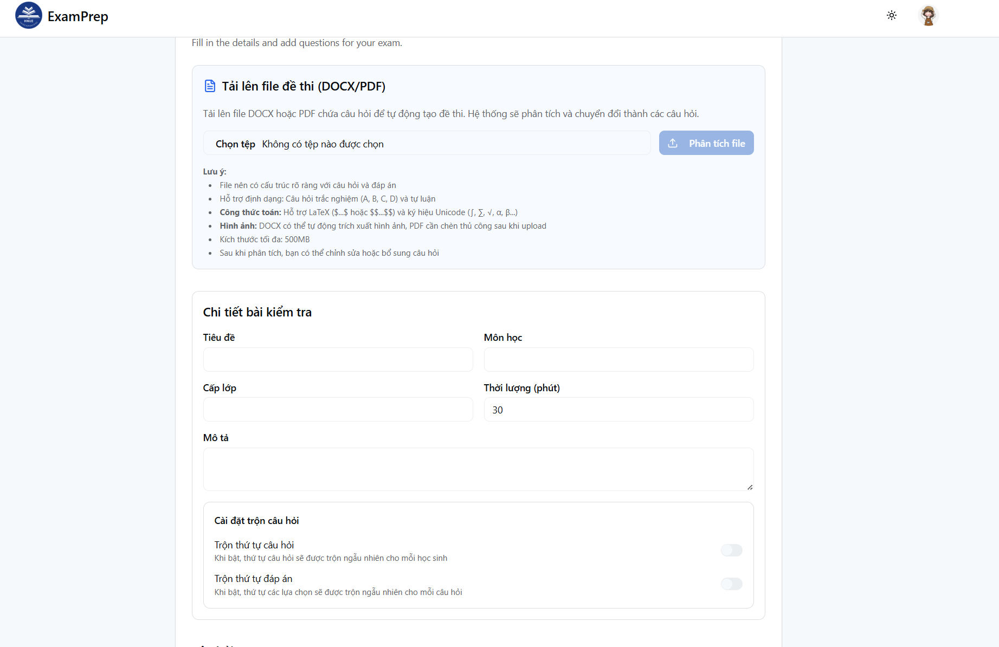 HNUE
ExamPrep
Fill in the details and add questions for your exam.
Tải lên file đề thi (DOCX/PDF)
Tải lên file DOCX hoặc PDF chứa câu hỏi để tự động tạo đề thi. Hệ thống sẽ phân tích và chuyển đổi thành các câu hỏi.
Chọn tệp Không có tệp nào được chọn
Phân tích file
Lưu ý:
• File nên có cấu trúc rõ ràng với câu hỏi và đáp án
• Hỗ trợ định dạng: Câu hỏi trắc nghiệm (A, B, C, D) và tự luận
• Công thức toán: Hỗ trợ LaTeX ($...$ hoặc $$...$$) và ký hiệu Unicode (∫, ∑, √, α, β...)
• Hình ảnh: DOCX có thể tự động trích xuất hình ảnh, PDF cần chèn thủ công sau khi upload
• Kích thước tối đa: 500MB
• Sau khi phân tích, bạn có thể chỉnh sửa hoặc bổ sung câu hỏi
Chi tiết bài kiểm tra
Tiêu đề
Môn học
Cấp lớp
Thời lượng (phút)
30
Mô tả
Cài đặt trộn câu hỏi
Trộn thứ tự câu hỏi
Khi bật, thứ tự câu hỏi sẽ được trộn ngẫu nhiên cho mỗi học sinh
Trộn thứ tự đáp án
Khi bật, thứ tự các lựa chọn sẽ được trộn ngẫu nhiên cho mỗi câu hỏi